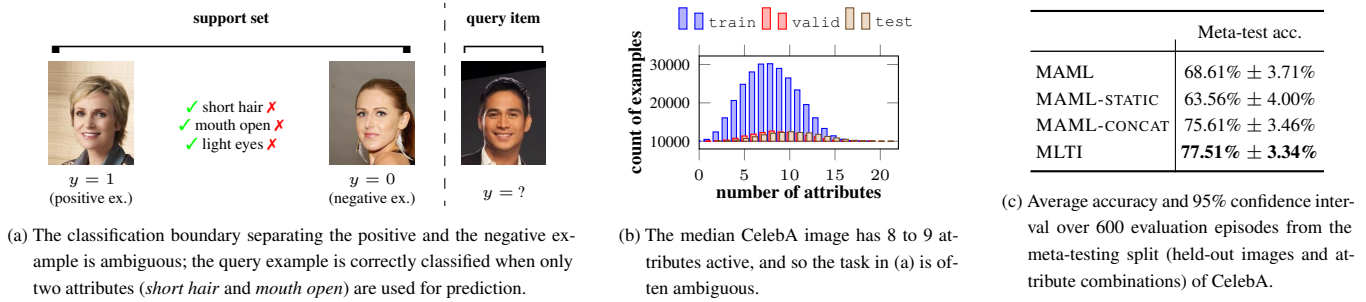 support set
query item
✓ short hair ✗
✓ mouth open ✗
✓ light eyes ✗
y = 1
(positive ex.)
y = 0
(negative ex.)
y = ?
(a) The classification boundary separating the positive and the negative ex-
ample is ambiguous; the query example is correctly classified when only
two attributes (short hair and mouth open) are used for prediction.
train valid test
count of examples
30000
20000
10000
0 5 10 15 20
number of attributes
(b) The median CelebA image has 8 to 9 at-
tributes active, and so the task in (a) is of-
ten ambiguous.
Meta-test acc.
MAML 68.61% ± 3.71%
MAML-STATIC 63.56% ± 4.00%
MAML-CONCAT 75.61% ± 3.46%
MLTI 77.51% ± 3.34%
(c) Average accuracy and 95% confidence inter-
val over 600 evaluation episodes from the
meta-testing split (held-out images and at-
tribute combinations) of CelebA.